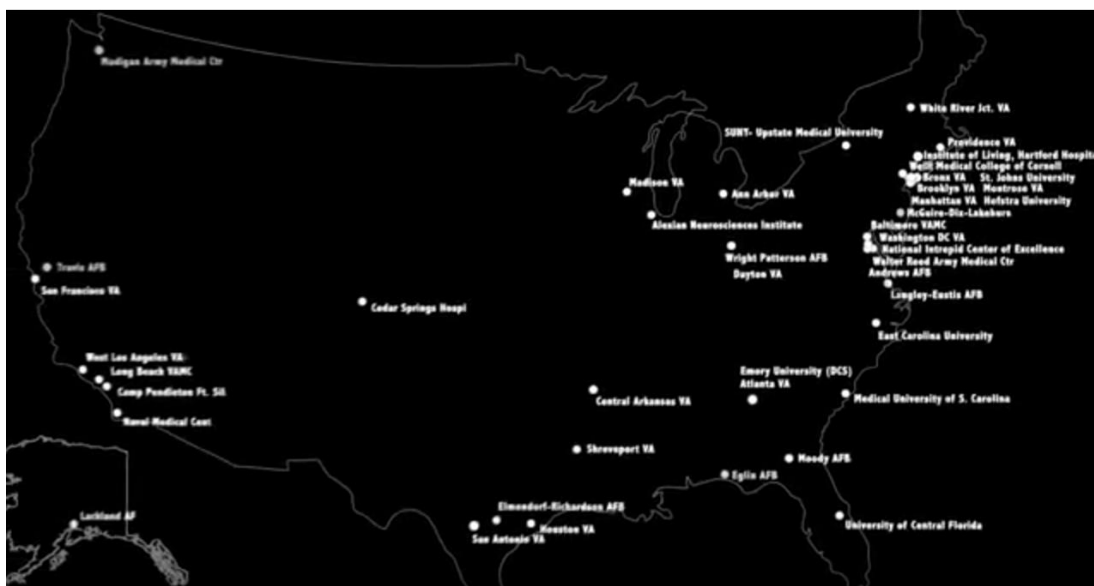 Madigan Army Medical Ctr
White River Jct. VA
SUNY- Upstate Medical University
Providence VA
Institute of Living, Hartford Hospita
Weill Medical College of Cornell
Bronx VA St. Johns University
Brooklyn VA Montrose VA
Manhattan VA Hofstra University
McGuire-Dix-Lakehurs
Madison VA
Ann Arbor VA
Alexian Neurosciences Institute
Baltimore VAMC
Washington DC VA
National Intrepid Center of Excellence
Walter Reed Army Medical Ctr
Andrews AFB
Wright Patterson AFB
Dayton VA
Travis AFB
San Francisco VA
Langley-Eustis AFB
Cedar Springs Hospi
East Carolina University
West Los Angeles VA
Long Beach VAMC
Camp Pendleton Ft. Sil
Naval-Medical Cent
Emory University (DCS)
Atlanta VA
Central Arkansas VA
Medical University of S. Carolina
Shreveport VA
Moody AFB
Eglin AFB
Lackland AF
Elmendorf-Richardson AFB
Houston VA
San Antonio VA
University of Central Florida